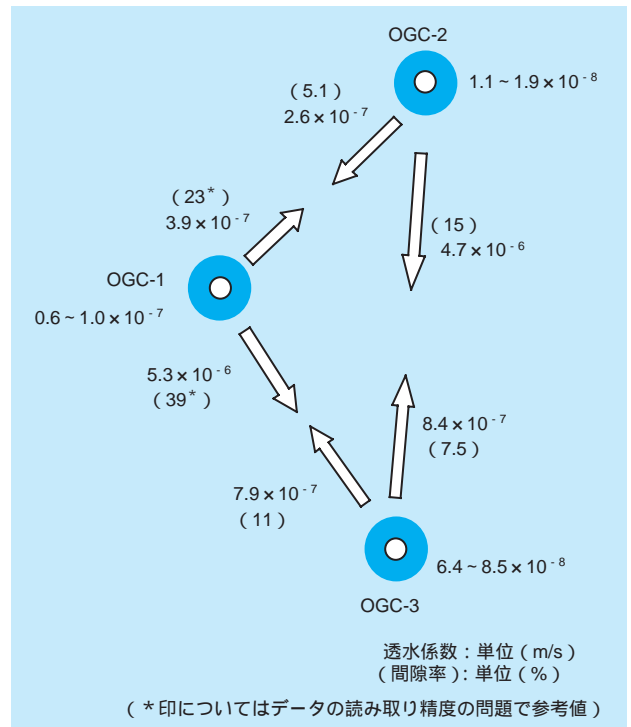 OGC-2
( 5.1 )
1.1 ~ 1.9 × 10⁻⁸
2.6 × 10⁻⁷
( 23* )
3.9 × 10⁻⁷
( 15 )
4.7 × 10⁻⁶
OGC-1
0.6 ~ 1.0 × 10⁻⁷
5.3 × 10⁻⁶
( 39* )
8.4 × 10⁻⁷
( 7.5 )
7.9 × 10⁻⁷
( 11 )
6.4 ~ 8.5 × 10⁻⁸
OGC-3
透水係数 : 単位 ( m/s )
( 間隙率 ) : 単位 ( % )
( *印についてはデータの読み取り精度の問題で参考値 )